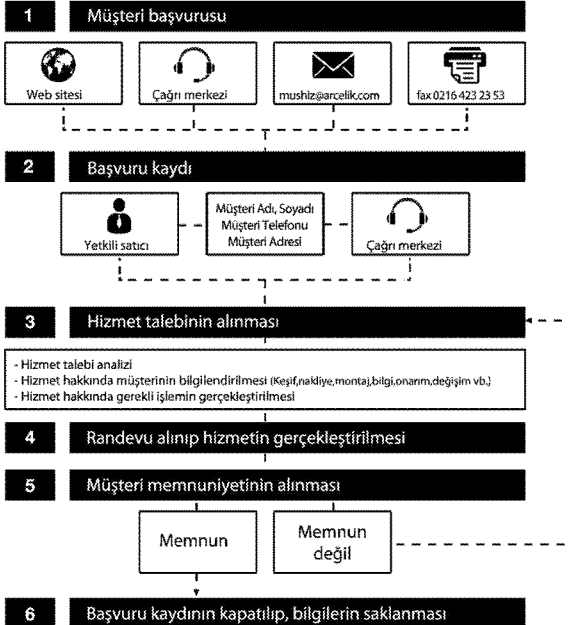 1 Müşteri başvurusu
Web sitesi
Çağrı merkezi
mushiz@arcelik.com
fax 0216 423 23 53
2 Başvuru kaydı
Yetkili satıcı
Müşteri Adı, Soyadı
Müşteri Telefonu
Müşteri Adresi
Çağrı merkezi
3 Hizmet talebinin alınması
- Hizmet talebi analizi
- Hizmet hakkında müşterinin bilgilendirilmesi (Keşif,nakliye,montaj,bilgi,onarım,değişim vb.)
- Hizmet hakkında gerekli işlemin gerçekleştirilmesi
4 Randevu alınıp hizmetin gerçekleştirilmesi
5 Müşteri memnuniyetinin alınması
Memnun
Memnun
değil
6 Başvuru kaydının kapatılıp, bilgilerin saklanması